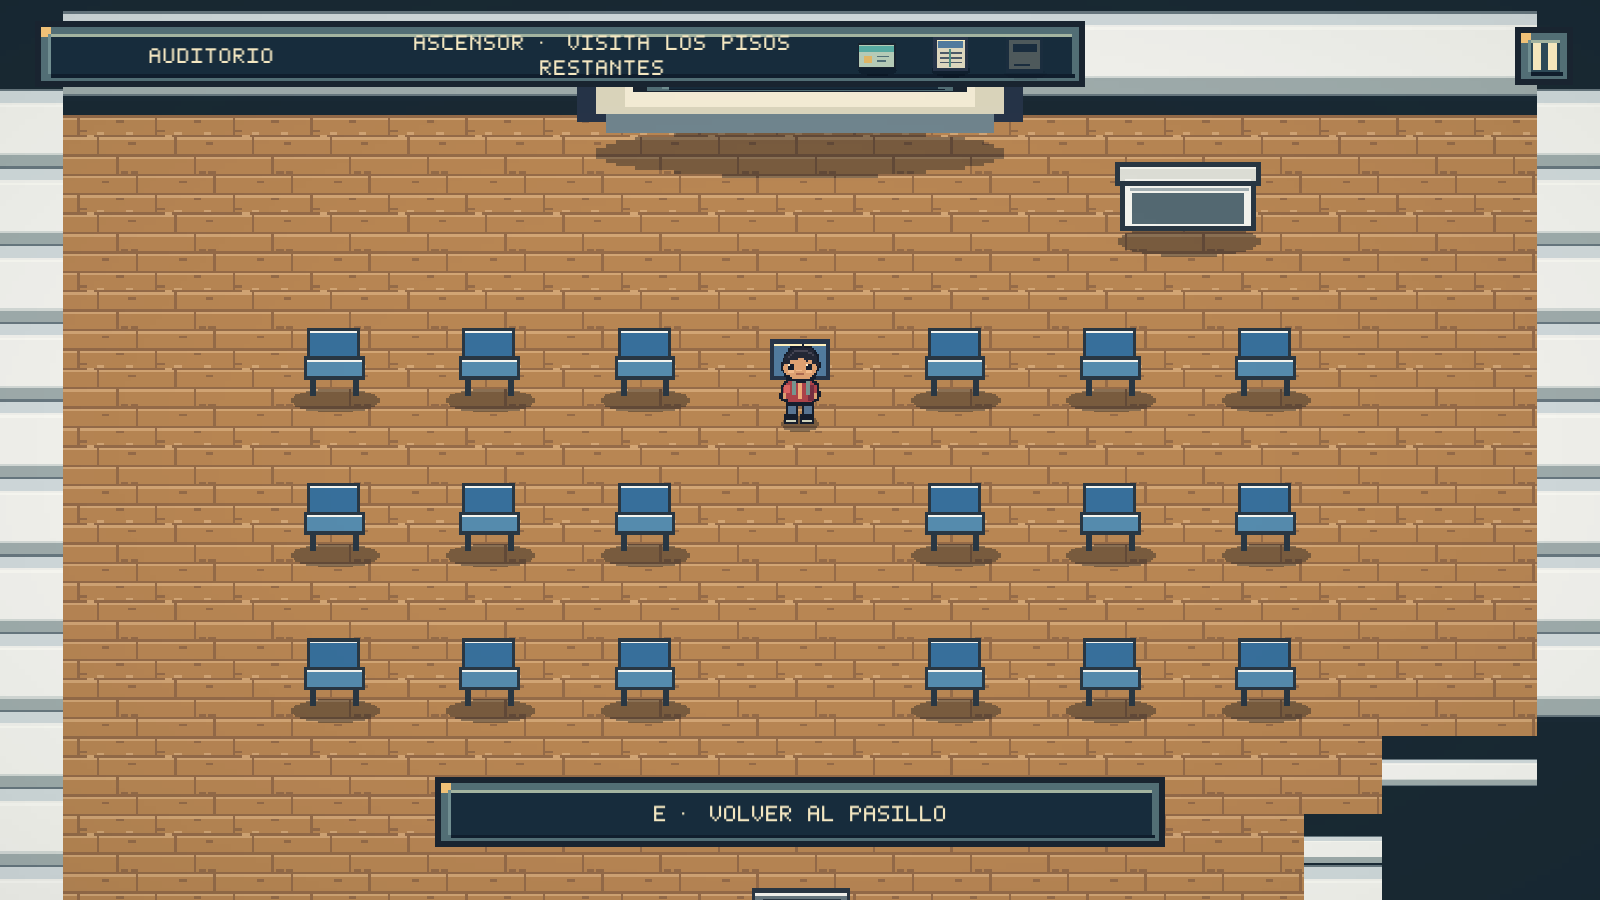 AUDITORIO
ASCENSOR · VISITA LOS PISOS
RESTANTES
E · VOLVER AL PASILLO